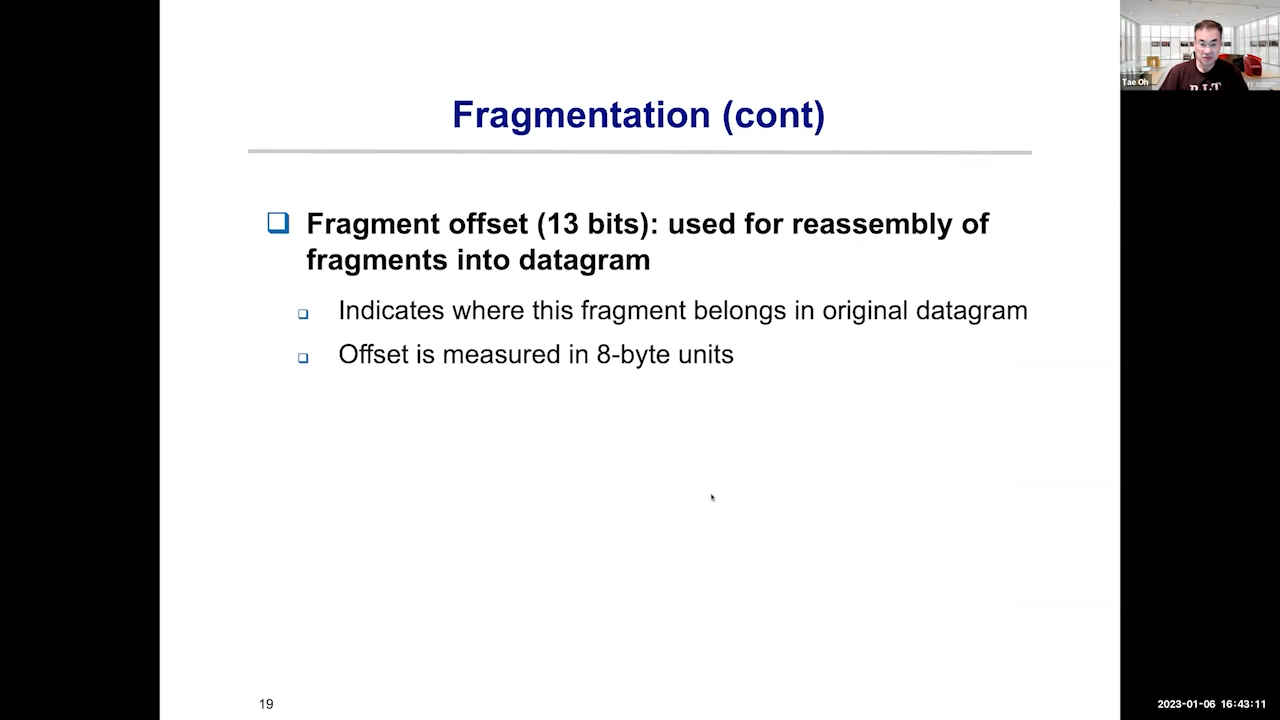 Fragmentation (cont)
Fragment offset (13 bits): used for reassembly of
fragments into datagram
Indicates where this fragment belongs in original datagram
Offset is measured in 8-byte units
19
Tae Oh
R.I.T
2023-01-06 16:43:11